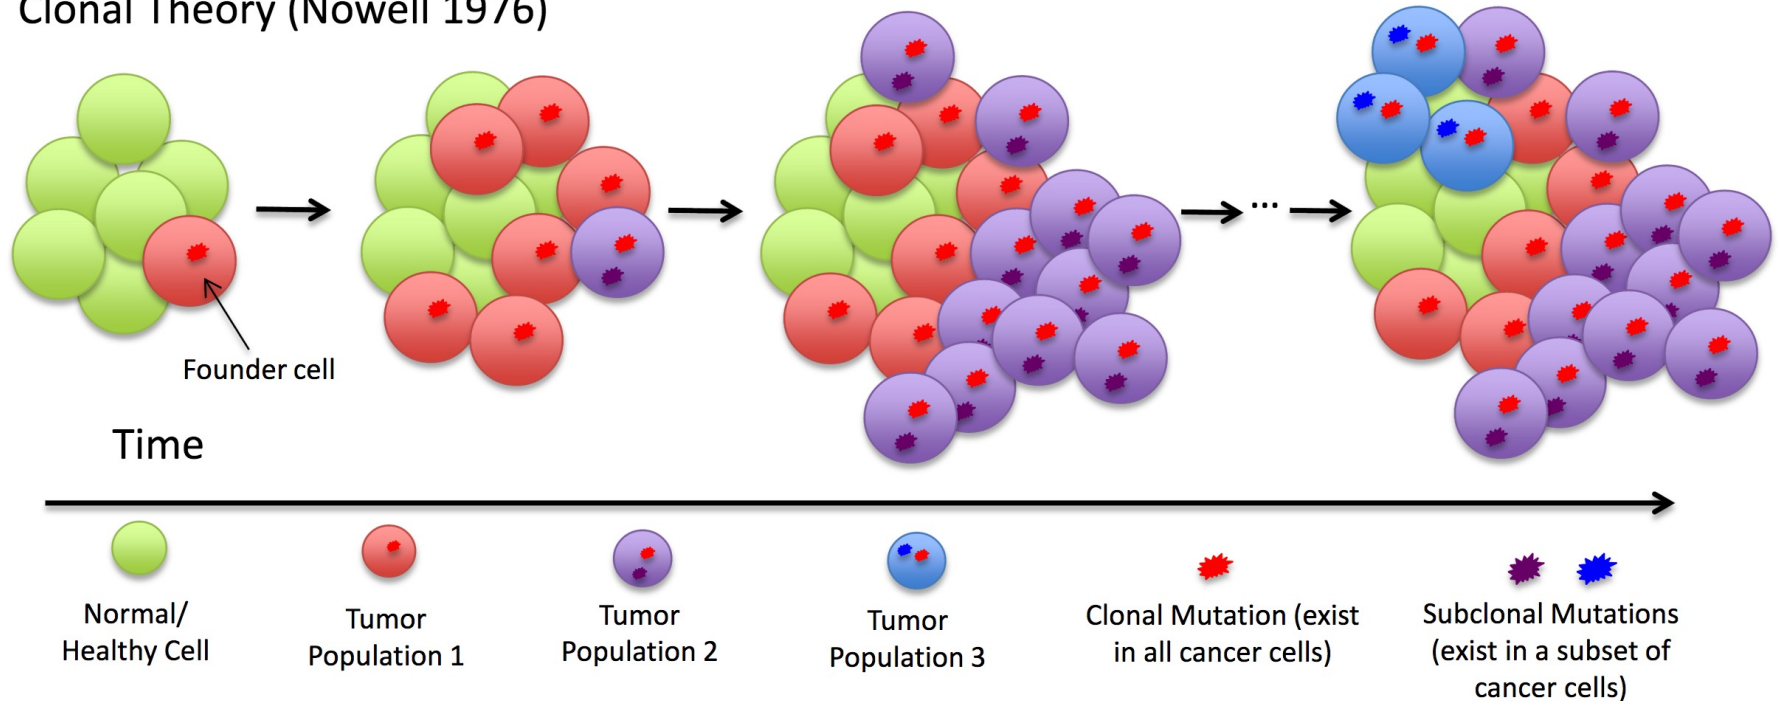 Clonal Theory (Nowell 1976)
...
Founder cell
Time
Normal/
Healthy Cell
Tumor
Population 1
Tumor
Population 2
Tumor
Population 3
Clonal Mutation (exist
in all cancer cells)
Subclonal Mutations
(exist in a subset of
cancer cells)